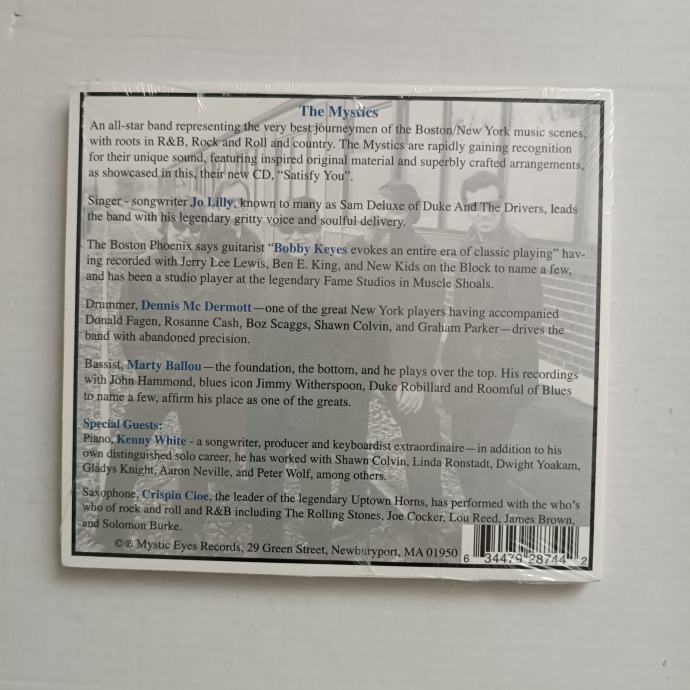 The Mystics
An all-star band representing the very best journeymen of the Boston/New York music scenes,
with roots in R&B, Rock and Roll and country. The Mystics are rapidly gaining recognition
for their unique sound, featuring inspired original material and superbly crafted arrangements,
as showcased in this, their new CD, “Satisfy You”.
Singer - songwriter Jo Lilly, known to many as Sam Deluxe of Duke And The Drivers, leads
the band with his legendary gritty voice and soulful delivery.
The Boston Phoenix says guitarist “Bobby Keyes evokes an entire era of classic playing” hav-
ing recorded with Jerry Lee Lewis, Ben E. King, and New Kids on the Block to name a few,
and has been a studio player at the legendary Fame Studios in Muscle Shoals.
Drummer, Dennis Mc Dermott—one of the great New York players having accompanied
Donald Fagen, Rosanne Cash, Boz Scaggs, Shawn Colvin, and Graham Parker—drives the
band with abandoned precision.
Bassist, Marty Ballou—the foundation, the bottom, and he plays over the top. His recordings
with John Hammond, blues icon Jimmy Witherspoon, Duke Robillard and Roomful of Blues
to name a few, affirm his place as one of the greats.
Special Guests:
Piano, Kenny White - a songwriter, producer and keyboardist extraordinaire—in addition to his
own distinguished solo career, he has worked with Shawn Colvin, Linda Ronstadt, Dwight Yoakam,
Gladys Knight, Aaron Neville, and Peter Wolf, among others.
Saxophone, Crispin Cioe, the leader of the legendary Uptown Horns, has performed with the who’s
who of rock and roll and R&B including The Rolling Stones, Joe Cocker, Lou Reed, James Brown,
and Solomon Burke.
©℗ Mystic Eyes Records, 29 Green Street, Newburyport, MA 01950
6 34479 28744 2